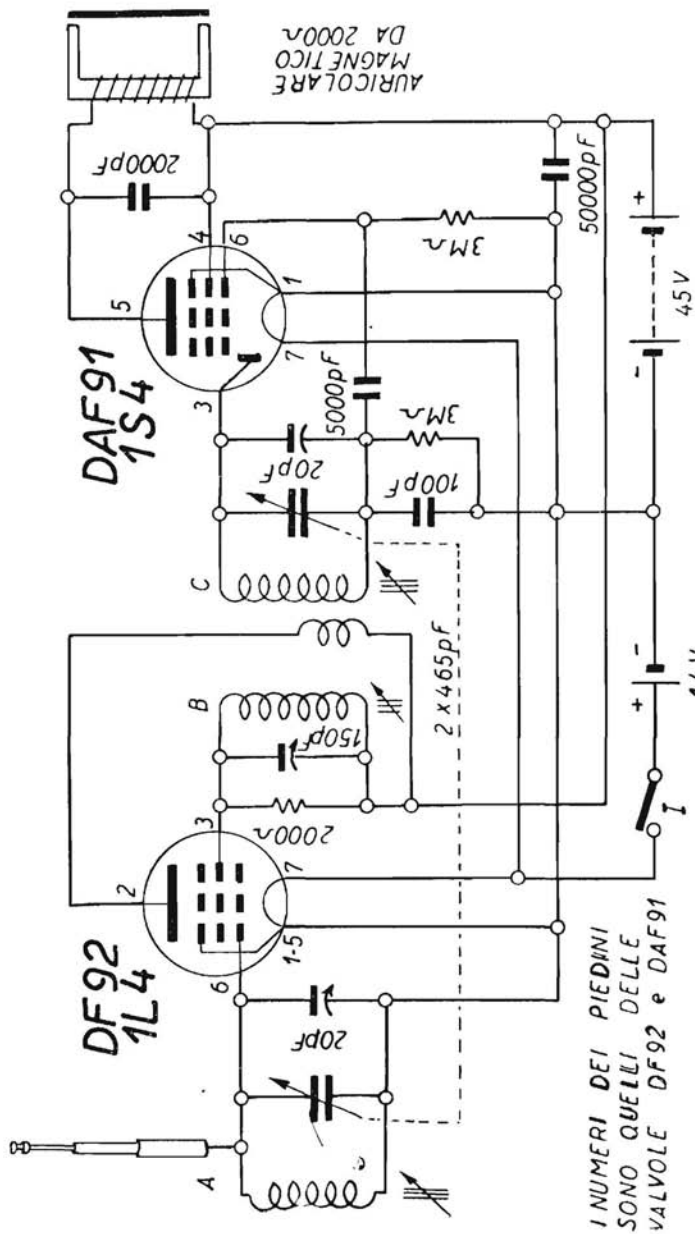 DF92
1L4
DAF91
1S4
AURICOLARE
MAGNETICO
DA 2000Ω
2000pF
5
4
6
3
7
1
3MΩ
50000pF
5000pF
3MΩ
20pF
100pF
C
B
150pF
2000Ω
2 x 465pF
2
3
6
7
1-5
20pF
A
+
-
45V
+
-
I
I NUMERI DEI PIEDINI
SONO QUELLI DELLE
VALVOLE DF92 e DAF91